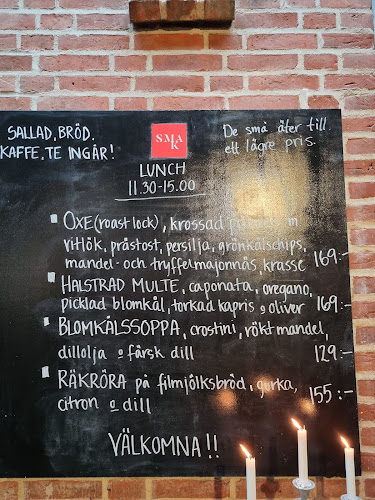 SALLAD, BRÖD.
KAFFE, TE INGÅR!
SMAK
De små äter till
ett lägre pris.
LUNCH
11.30-15.00
OXE (roast lock), krossad
vitlök, pråstost, persilja, grönkålschips,
mandel- och tryffelmajonnäs, krasse 169:-
HALSTRAD MULTE, caponata, oregano,
picklad blomkål, torkad kapris o oliver 169:-
BLOMKÅLSSOPPA, crostini, rökt mandel,
dillolja o färsk dill 129:-
RÄKRÖRA på filmjölksbröd, gurka,
citron o dill 155:-
VÄLKOMNA!!